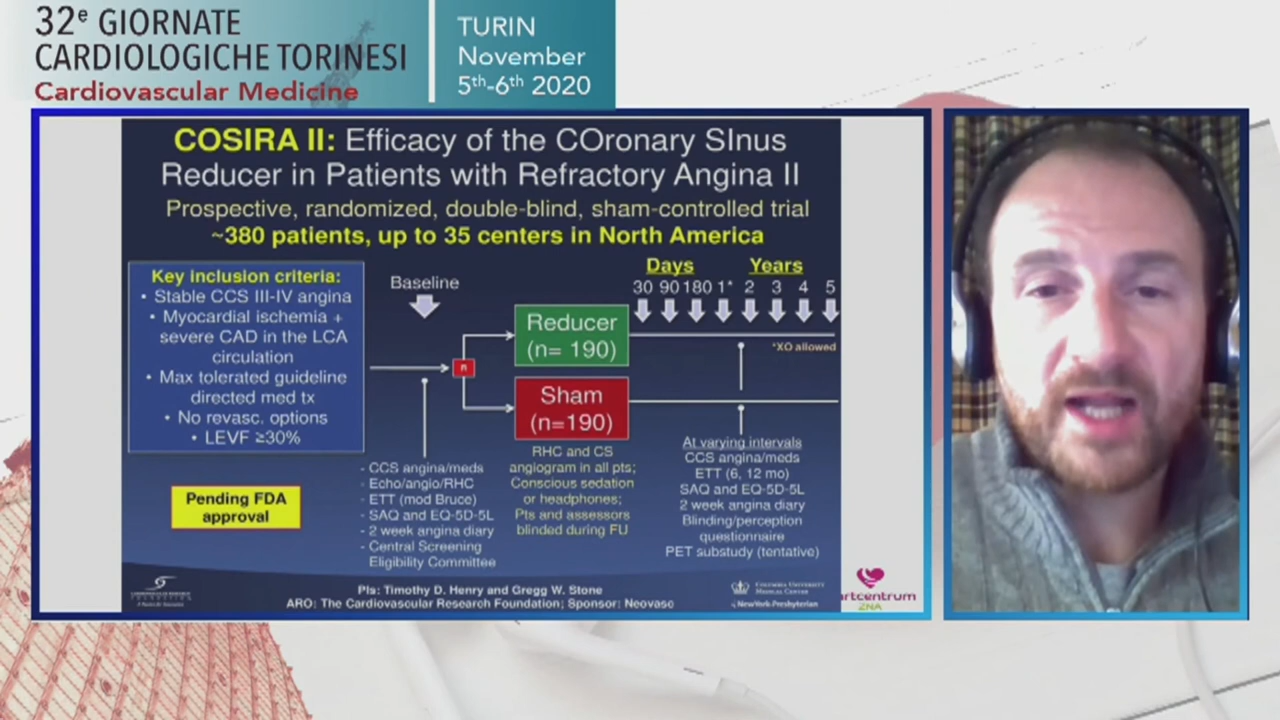 32e GIORNATE
CARDIOLOGICHE TORINESI
Cardiovascular Medicine
TURIN
November
5th-6th 2020
COSIRA II: Efficacy of the COronary SInus
Reducer in Patients with Refractory Angina II
Prospective, randomized, double-blind, sham-controlled trial
~380 patients, up to 35 centers in North America
Key inclusion criteria:
• Stable CCS III-IV angina
• Myocardial ischemia +
severe CAD in the LCA
circulation
• Max tolerated guideline
directed med tx
• No revasc. options
• LEVF ≥30%
Pending FDA
approval
Baseline
- CCS angina/meds
- Echo/angio/RHC
- ETT (mod Bruce)
- SAQ and EQ-5D-5L
- 2 week angina diary
- Central Screening
Eligibility Committee
Reducer
(n= 190)
Sham
(n=190)
RHC and CS
angiogram in all pts;
Conscious sedation
or headphones;
Pts and assessors
blinded during FU
Days Years
30 90 180 1* 2 3 4 5
*XO allowed
At varying intervals
CCS angina/meds
ETT (6, 12 mo)
SAQ and EQ-5D-5L
2 week angina diary
Blinding/perception
questionnaire
PET substudy (tentative)
PIs: Timothy D. Henry and Gregg W. Stone
ARO: The Cardiovascular Research Foundation; Sponsor: Neovasc
COLUMBIA UNIVERSITY
MEDICAL CENTER
NewYork-Presbyterian
artcentrum
ZNA